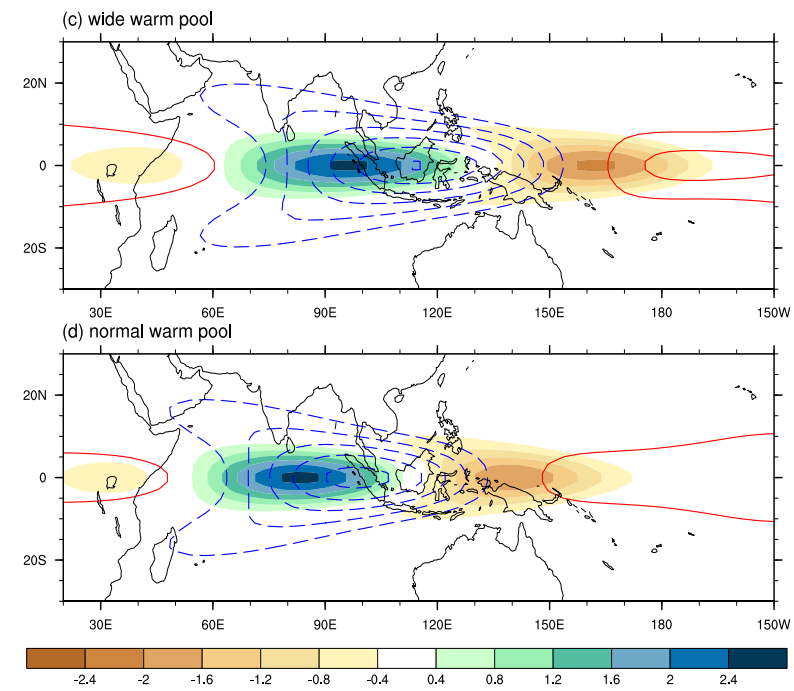 (c) wide warm pool
20N
0
20S
30E 60E 90E 120E 150E 180 150W
(d) normal warm pool
20N
0
20S
30E 60E 90E 120E 150E 180 150W
-2.4 -2 -1.6 -1.2 -0.8 -0.4 0.4 0.8 1.2 1.6 2 2.4